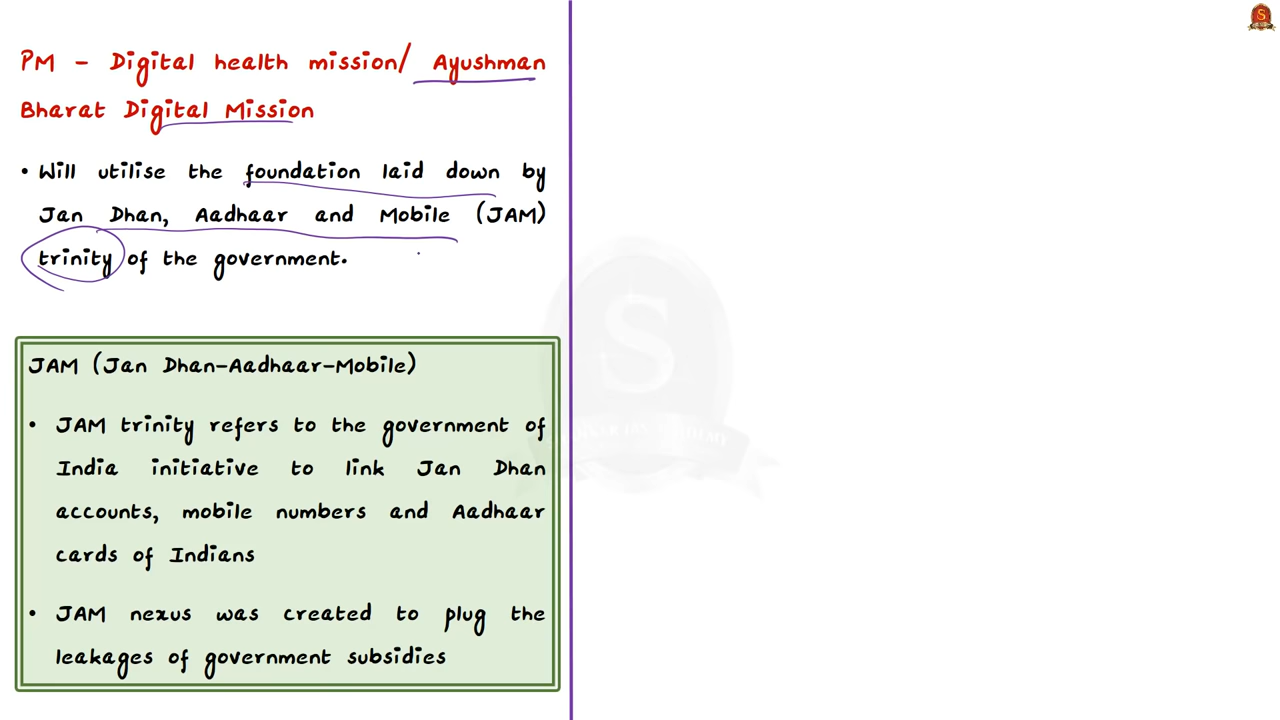 PM - Digital health mission/ Ayushman
Bharat Digital Mission
• Will utilise the foundation laid down by
Jan Dhan, Aadhaar and Mobile (JAM)
trinity of the government.
JAM (Jan Dhan-Aadhaar-Mobile)
• JAM trinity refers to the government of
India initiative to link Jan Dhan
accounts, mobile numbers and Aadhaar
cards of Indians
• JAM nexus was created to plug the
leakages of government subsidies
S